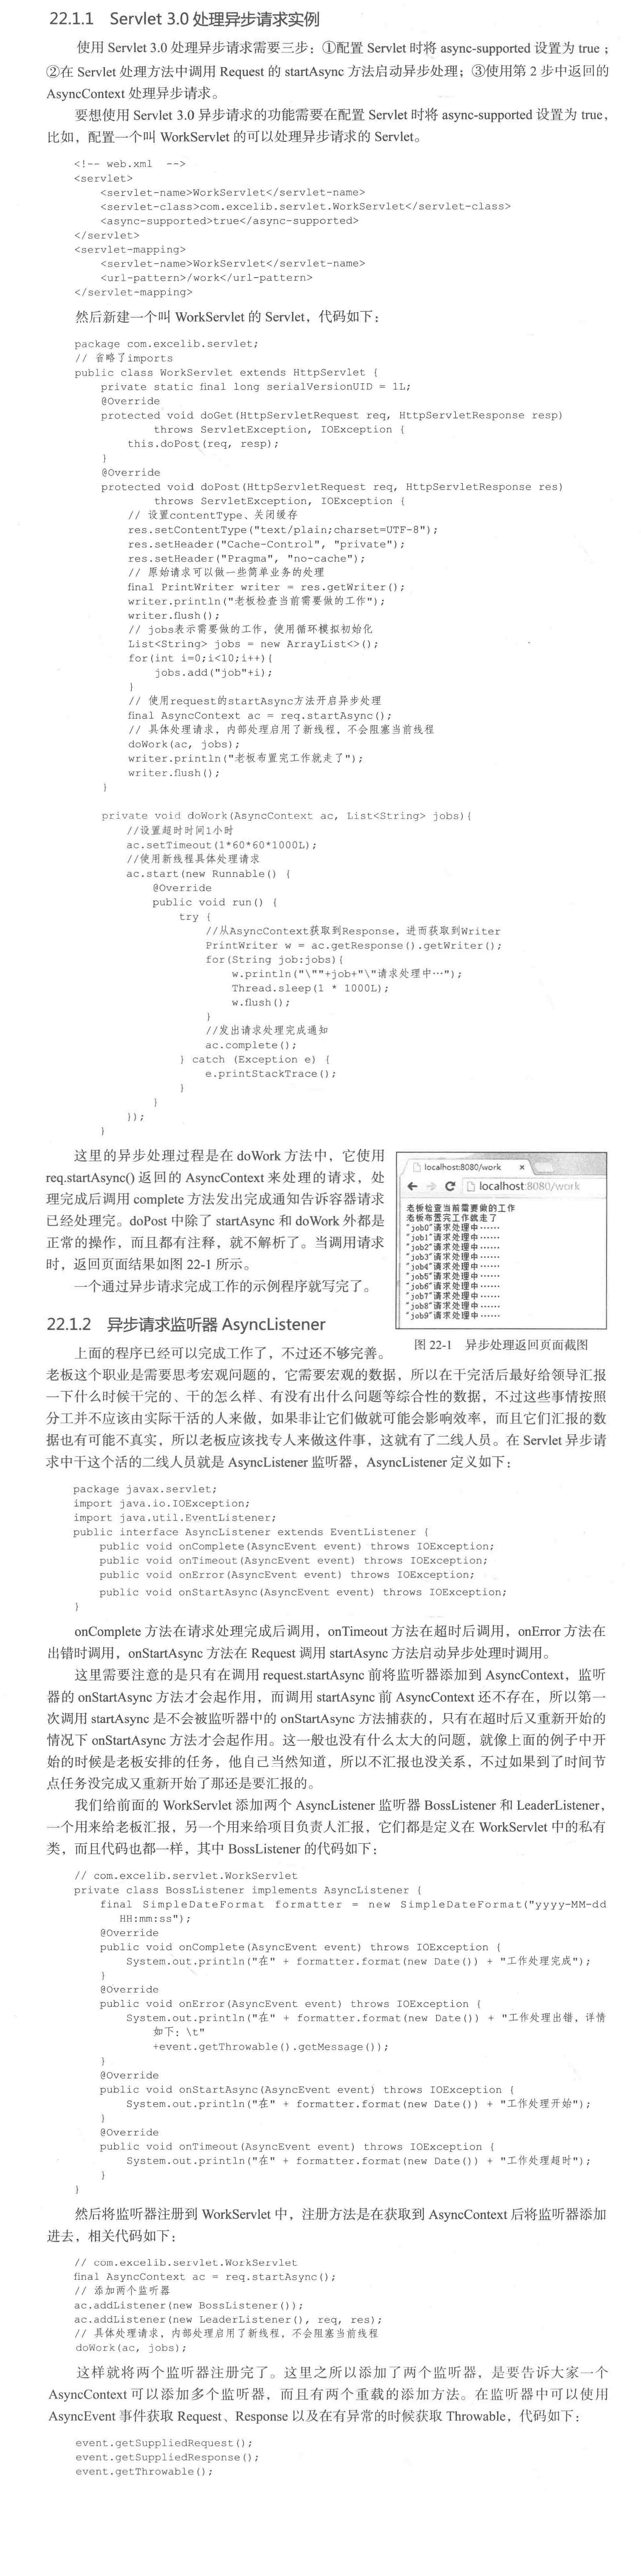 22.1.1 Servlet 3.0 处理异步请求实例
使用 Servlet 3.0 处理异步请求需要三步：①配置 Servlet 时将 async-supported 设置为 true；
②在 Servlet 处理方法中调用 Request 的 startAsync 方法启动异步处理；③使用第 2 步中返回的
AsyncContext 处理异步请求。
要想使用 Servlet 3.0 异步请求的功能需要在配置 Servlet 时将 async-supported 设置为 true，
比如，配置一个叫 WorkServlet 的可以处理异步请求的 Servlet。
<!-- web.xml -->
<servlet>
<servlet-name>WorkServlet</servlet-name>
<servlet-class>com.excelib.servlet.WorkServlet</servlet-class>
<async-supported>true</async-supported>
</servlet>
<servlet-mapping>
<servlet-name>WorkServlet</servlet-name>
<url-pattern>/work</url-pattern>
</servlet-mapping>
然后新建一个叫 WorkServlet 的 Servlet，代码如下：
package com.excelib.servlet;
// 省略了imports
public class WorkServlet extends HttpServlet {
private static final long serialVersionUID = 1L;
@Override
protected void doGet(HttpServletRequest req, HttpServletResponse resp)
throws ServletException, IOException {
this.doPost(req, resp);
}
@Override
protected void doPost(HttpServletRequest req, HttpServletResponse res)
throws ServletException, IOException {
// 设置contentType、关闭缓存
res.setContentType("text/plain;charset=UTF-8");
res.setHeader("Cache-Control", "private");
res.setHeader("Pragma", "no-cache");
// 原始请求可以做一些简单业务的处理
final PrintWriter writer = res.getWriter();
writer.println("老板检查当前需要做的工作");
writer.flush();
// jobs表示需要做的工作，使用循环模拟初始化
List<String> jobs = new ArrayList<>();
for(int i=0;i<10;i++){
jobs.add("job"+i);
}
// 使用request的startAsync方法开启异步处理
final AsyncContext ac = req.startAsync();
// 具体处理请求，内部处理启用了新线程，不会阻塞当前线程
doWork(ac, jobs);
writer.println("老板布置完工作就走了");
writer.flush();
}
private void doWork(AsyncContext ac, List<String> jobs){
//设置超时时间1小时
ac.setTimeout(1*60*60*1000L);
//使用新线程具体处理请求
ac.start(new Runnable() {
@Override
public void run() {
try {
//从AsyncContext获取到Response，进而获取到Writer
PrintWriter w = ac.getResponse().getWriter();
for(String job:jobs){
w.println("\""+job+"\"请求处理中…");
Thread.sleep(1 * 1000L);
w.flush();
}
//发出请求处理完成通知
ac.complete();
} catch (Exception e) {
e.printStackTrace();
}
}
});
}
这里的异步处理过程是在 doWork 方法中，它使用
req.startAsync() 返回的 AsyncContext 来处理的请求，处
理完成后调用 complete 方法发出完成通知告诉容器请求
已经处理完。doPost 中除了 startAsync 和 doWork 外都是
正常的操作，而且都有注释，就不解析了。当调用请求
时，返回页面结果如图 22-1 所示。
一个通过异步请求完成工作的示例程序就写完了。
localhost:8080/work ×
localhost:8080/work
老板检查当前需要做的工作
老板布置完工作就走了
"job0"请求处理中……
"job1"请求处理中……
"job2"请求处理中……
"job3"请求处理中……
"job4"请求处理中……
"job5"请求处理中……
"job6"请求处理中……
"job7"请求处理中……
"job8"请求处理中……
"job9"请求处理中……
图 22-1 异步处理返回页面截图
22.1.2 异步请求监听器 AsyncListener
上面的程序已经可以完成工作了，不过还不够完善。
老板这个职业是需要思考宏观问题的，它需要宏观的数据，所以在干完活后最好给领导汇报
一下什么时候干完的、干的怎么样、有没有出什么问题等综合性的数据，不过这些事情按照
分工并不应该由实际干活的人来做，如果非让它们做就可能会影响效率，而且它们汇报的数
据也有可能不真实，所以老板应该找专人来做这件事，这就有了二线人员。在 Servlet 异步请
求中干这个活的二线人员就是 AsyncListener 监听器，AsyncListener 定义如下：
package javax.servlet;
import java.io.IOException;
import java.util.EventListener;
public interface AsyncListener extends EventListener {
public void onComplete(AsyncEvent event) throws IOException;
public void onTimeout(AsyncEvent event) throws IOException;
public void onError(AsyncEvent event) throws IOException;
public void onStartAsync(AsyncEvent event) throws IOException;
}
onComplete 方法在请求处理完成后调用，onTimeout 方法在超时后调用，onError 方法在
出错时调用，onStartAsync 方法在 Request 调用 startAsync 方法启动异步处理时调用。
这里需要注意的是只有在调用 request.startAsync 前将监听器添加到 AsyncContext，监听
器的 onStartAsync 方法才会起作用，而调用 startAsync 前 AsyncContext 还不存在，所以第一
次调用 startAsync 是不会被监听器中的 onStartAsync 方法捕获的，只有在超时后又重新开始的
情况下 onStartAsync 方法才会起作用。这一般也没有什么太大的问题，就像上面的例子中开
始的时候是老板安排的任务，他自己当然知道，所以不汇报也没关系，不过如果到了时间节
点任务没完成又重新开始了那还是要汇报的。
我们给前面的 WorkServlet 添加两个 AsyncListener 监听器 BossListener 和 LeaderListener，
一个用来给老板汇报，另一个用来给项目负责人汇报，它们都是定义在 WorkServlet 中的私有
类，而且代码也都一样，其中 BossListener 的代码如下：
// com.excelib.servlet.WorkServlet
private class BossListener implements AsyncListener {
final SimpleDateFormat formatter = new SimpleDateFormat("yyyy-MM-dd
HH:mm:ss");
@Override
public void onComplete(AsyncEvent event) throws IOException {
System.out.println("在" + formatter.format(new Date()) + "工作处理完成");
}
@Override
public void onError(AsyncEvent event) throws IOException {
System.out.println("在" + formatter.format(new Date()) + "工作处理出错，详情
如下：\t"
+event.getThrowable().getMessage());
}
@Override
public void onStartAsync(AsyncEvent event) throws IOException {
System.out.println("在" + formatter.format(new Date()) + "工作处理开始");
}
@Override
public void onTimeout(AsyncEvent event) throws IOException {
System.out.println("在" + formatter.format(new Date()) + "工作处理超时");
}
}
然后将监听器注册到 WorkServlet 中，注册方法是在获取到 AsyncContext 后将监听器添加
进去，相关代码如下：
// com.excelib.servlet.WorkServlet
final AsyncContext ac = req.startAsync();
// 添加两个监听器
ac.addListener(new BossListener());
ac.addListener(new LeaderListener(), req, res);
// 具体处理请求，内部处理启用了新线程，不会阻塞当前线程
doWork(ac, jobs);
这样就将两个监听器注册完了。这里之所以添加了两个监听器，是要告诉大家一个
AsyncContext 可以添加多个监听器，而且有两个重载的添加方法。在监听器中可以使用
AsyncEvent 事件获取 Request、Response 以及在有异常的时候获取 Throwable，代码如下：
event.getSuppliedRequest();
event.getSuppliedResponse();
event.getThrowable();